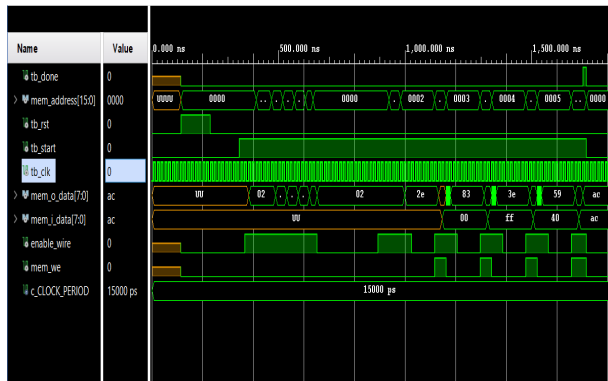 Name Value
0.000 ns 500.000 ns 1,000.000 ns 1,500.000 ns
tb_done 0
mem_address[15:0] 0000 UUUU 0000 0000 0002 0003 0004 0005 0000
tb_rst 0
tb_start 0
tb_clk 0
mem_o_data[7:0] ac UU 02 02 2e 83 3e 59 ac
mem_i_data[7:0] ac UU 00 ff 40 ac
enable_wire 0
mem_we 0
c_CLOCK_PERIOD 15000 ps 15000 ps